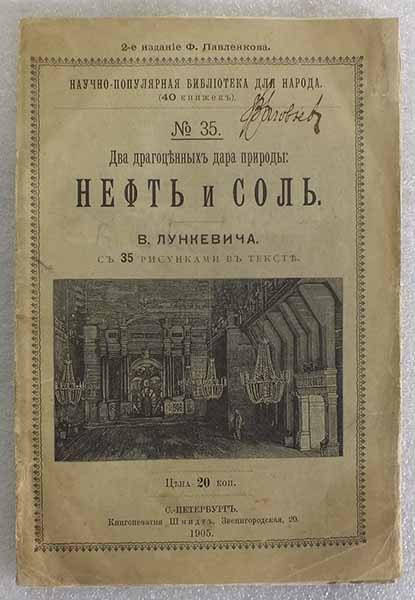 2-е изданіе Ф. Павленкова.
НАУЧНО-ПОПУЛЯРНАЯ БИБЛІОТЕКА ДЛЯ НАРОДА.
(40 книжекъ).
№ 35.
Два драгоцѣнныхъ дара природы:
НЕФТЬ и СОЛЬ.
В. ЛУНКЕВИЧА.
СЪ 35 РИСУНКАМИ ВЪ ТЕКСТѢ.
Цѣна 20 коп.
С.-ПЕТЕРБУРГЪ.
Книгопечатня Шмидтъ, Звенигородская, 20.
1905.